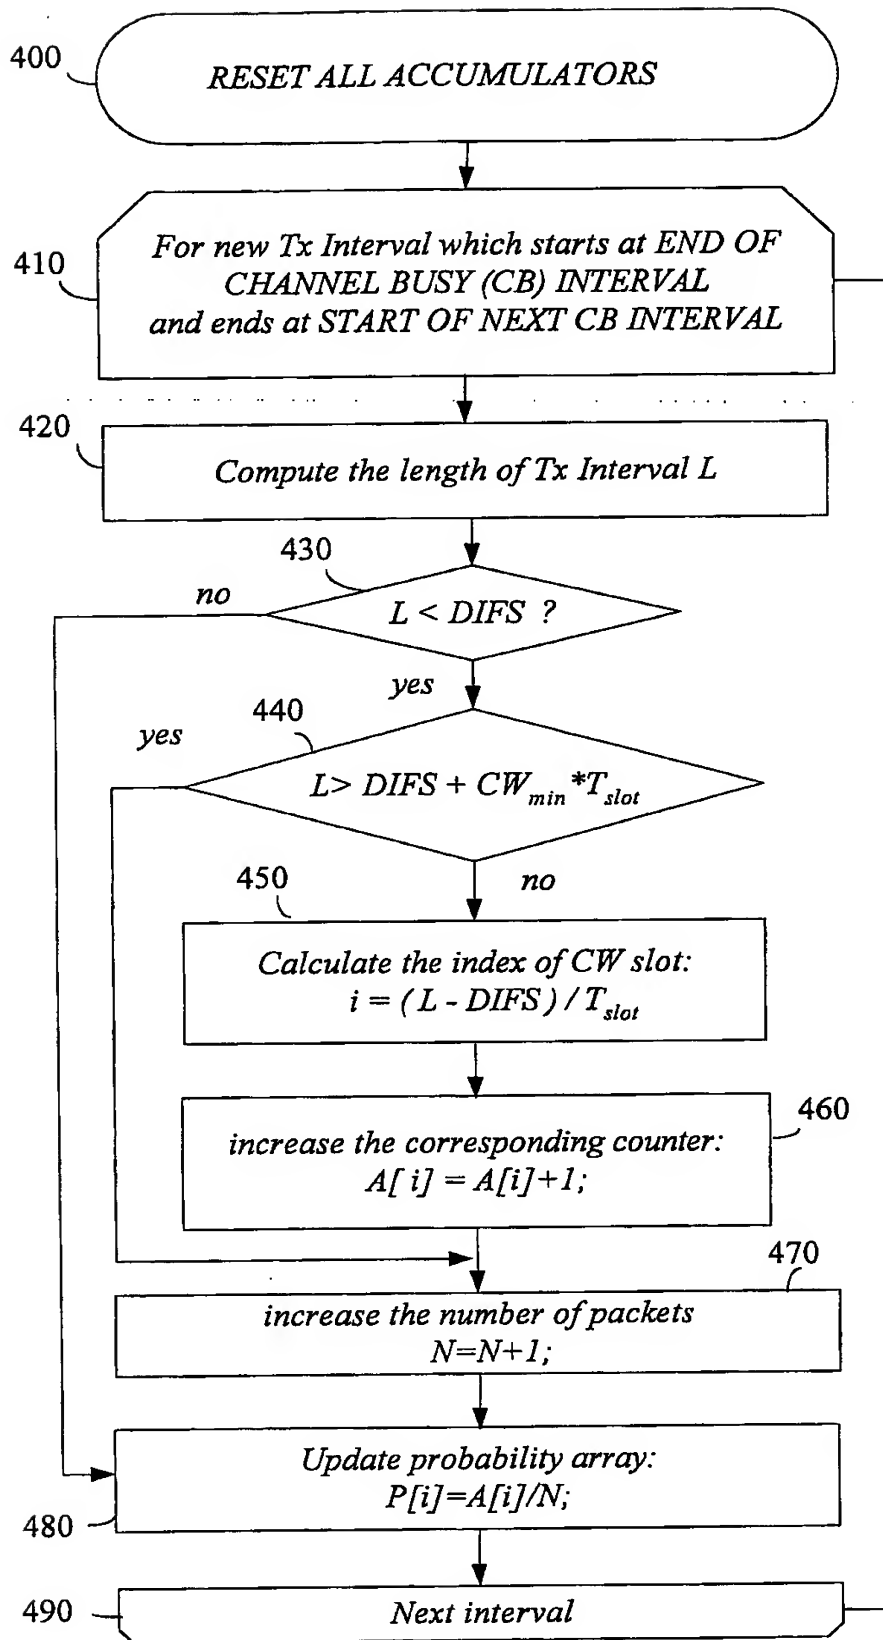 400
RESET ALL ACCUMULATORS
410
For new Tx Interval which starts at END OF
CHANNEL BUSY (CB) INTERVAL
and ends at START OF NEXT CB INTERVAL
420
Compute the length of Tx Interval L
430
no
L < DIFS ?
yes
440
yes
L> DIFS + CW_min *T_slot
no
450
Calculate the index of CW slot:
i = (L - DIFS) / T_slot
460
increase the corresponding counter:
A[ i] = A[i]+1;
470
increase the number of packets
N=N+1;
Update probability array:
P[i]=A[i]/N;
480
490
Next interval